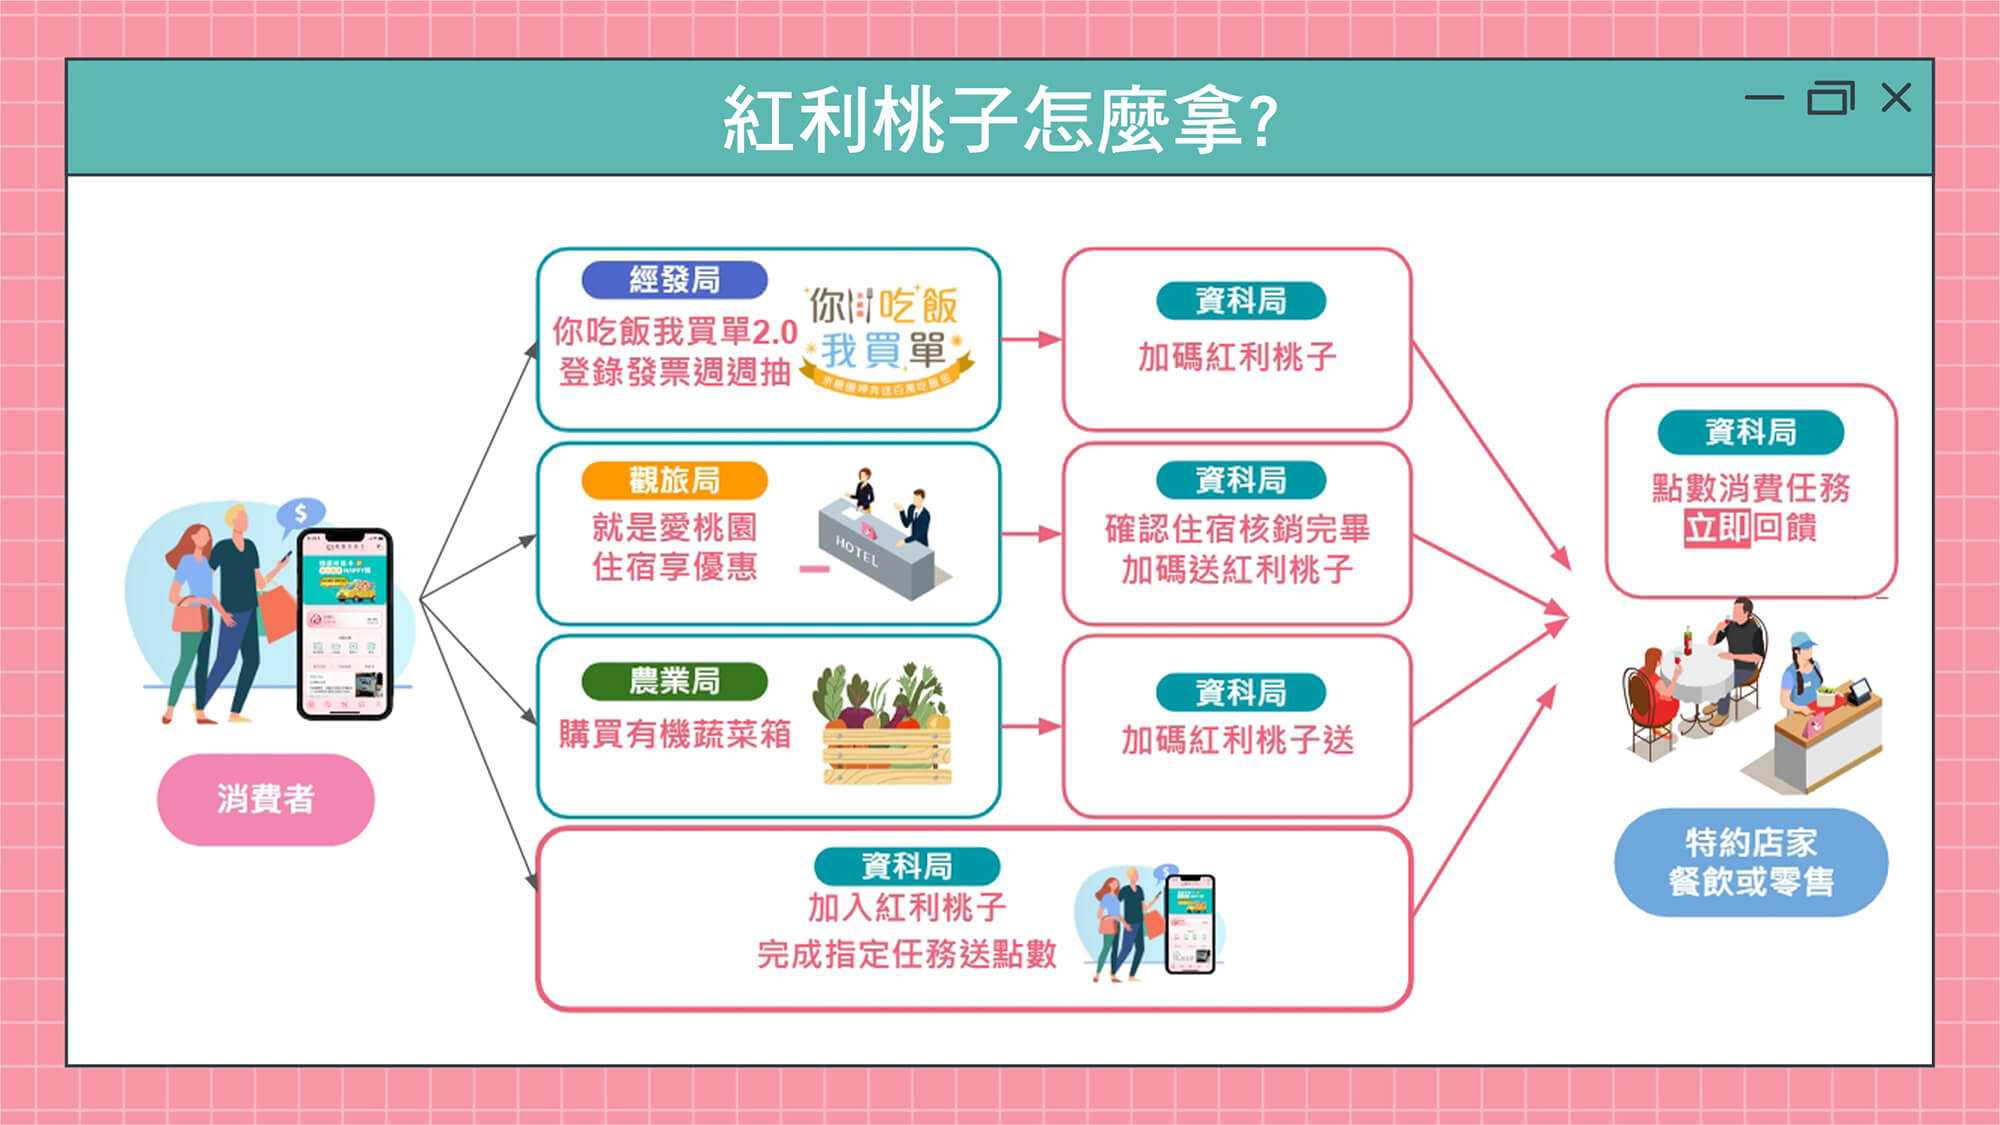 紅利桃子怎麼拿?
經發局
你吃飯我買單2.0
登錄發票週週抽
你吃飯
我買單
資科局
加碼紅利桃子
觀旅局
就是愛桃園
住宿享優惠
HOTEL
資科局
確認住宿核銷完畢
加碼送紅利桃子
農業局
購買有機蔬菜箱
資科局
加碼紅利桃子送
資科局
加入紅利桃子
完成指定任務送點數
資科局
點數消費任務
立即回饋
$
消費者
特約店家
餐飲或零售